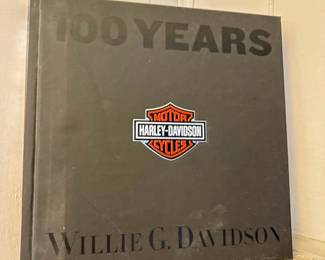 100 YEARS
MOTOR
HARLEY-DAVIDSON
CYCLES
WILLIE G. DAVIDSON